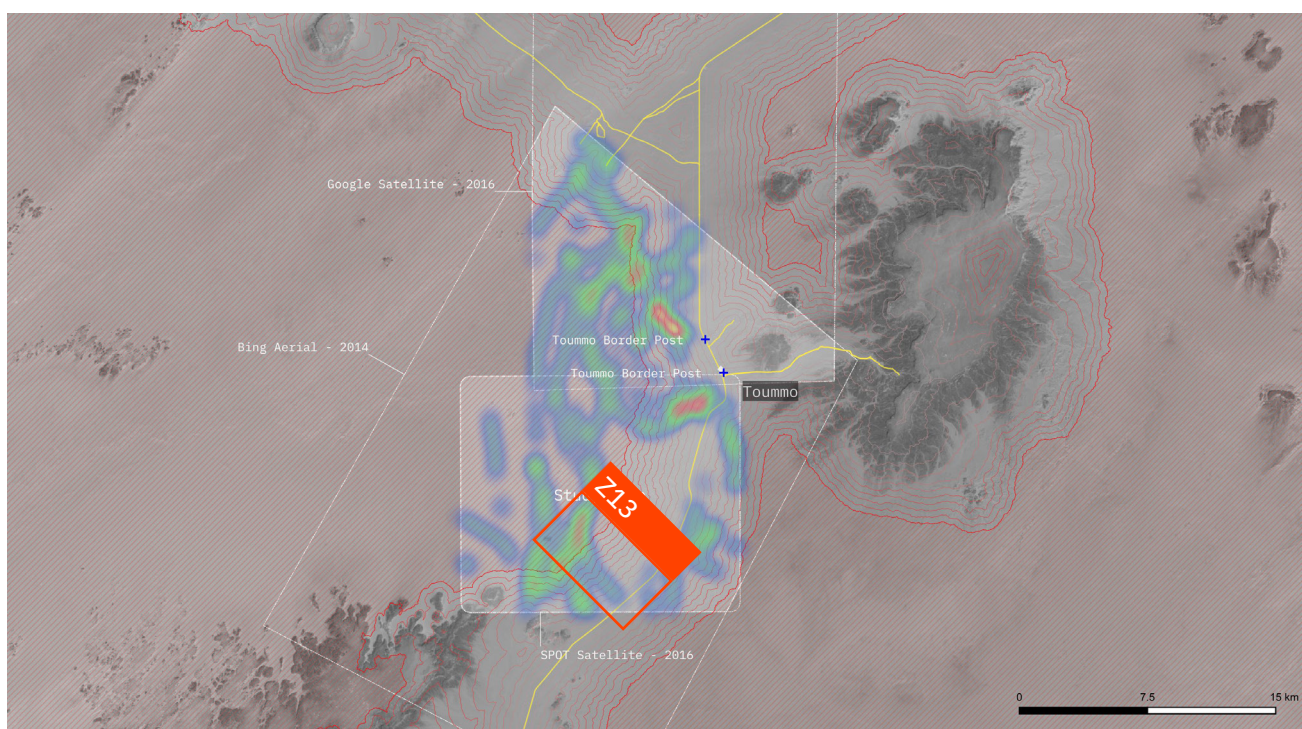 Google Satellite - 2016
Bing Aerial - 2014
Toummo Border Post
Toummo Border Post
Toummo
Z13
SPOT Satellite - 2016
0
7.5
15 km